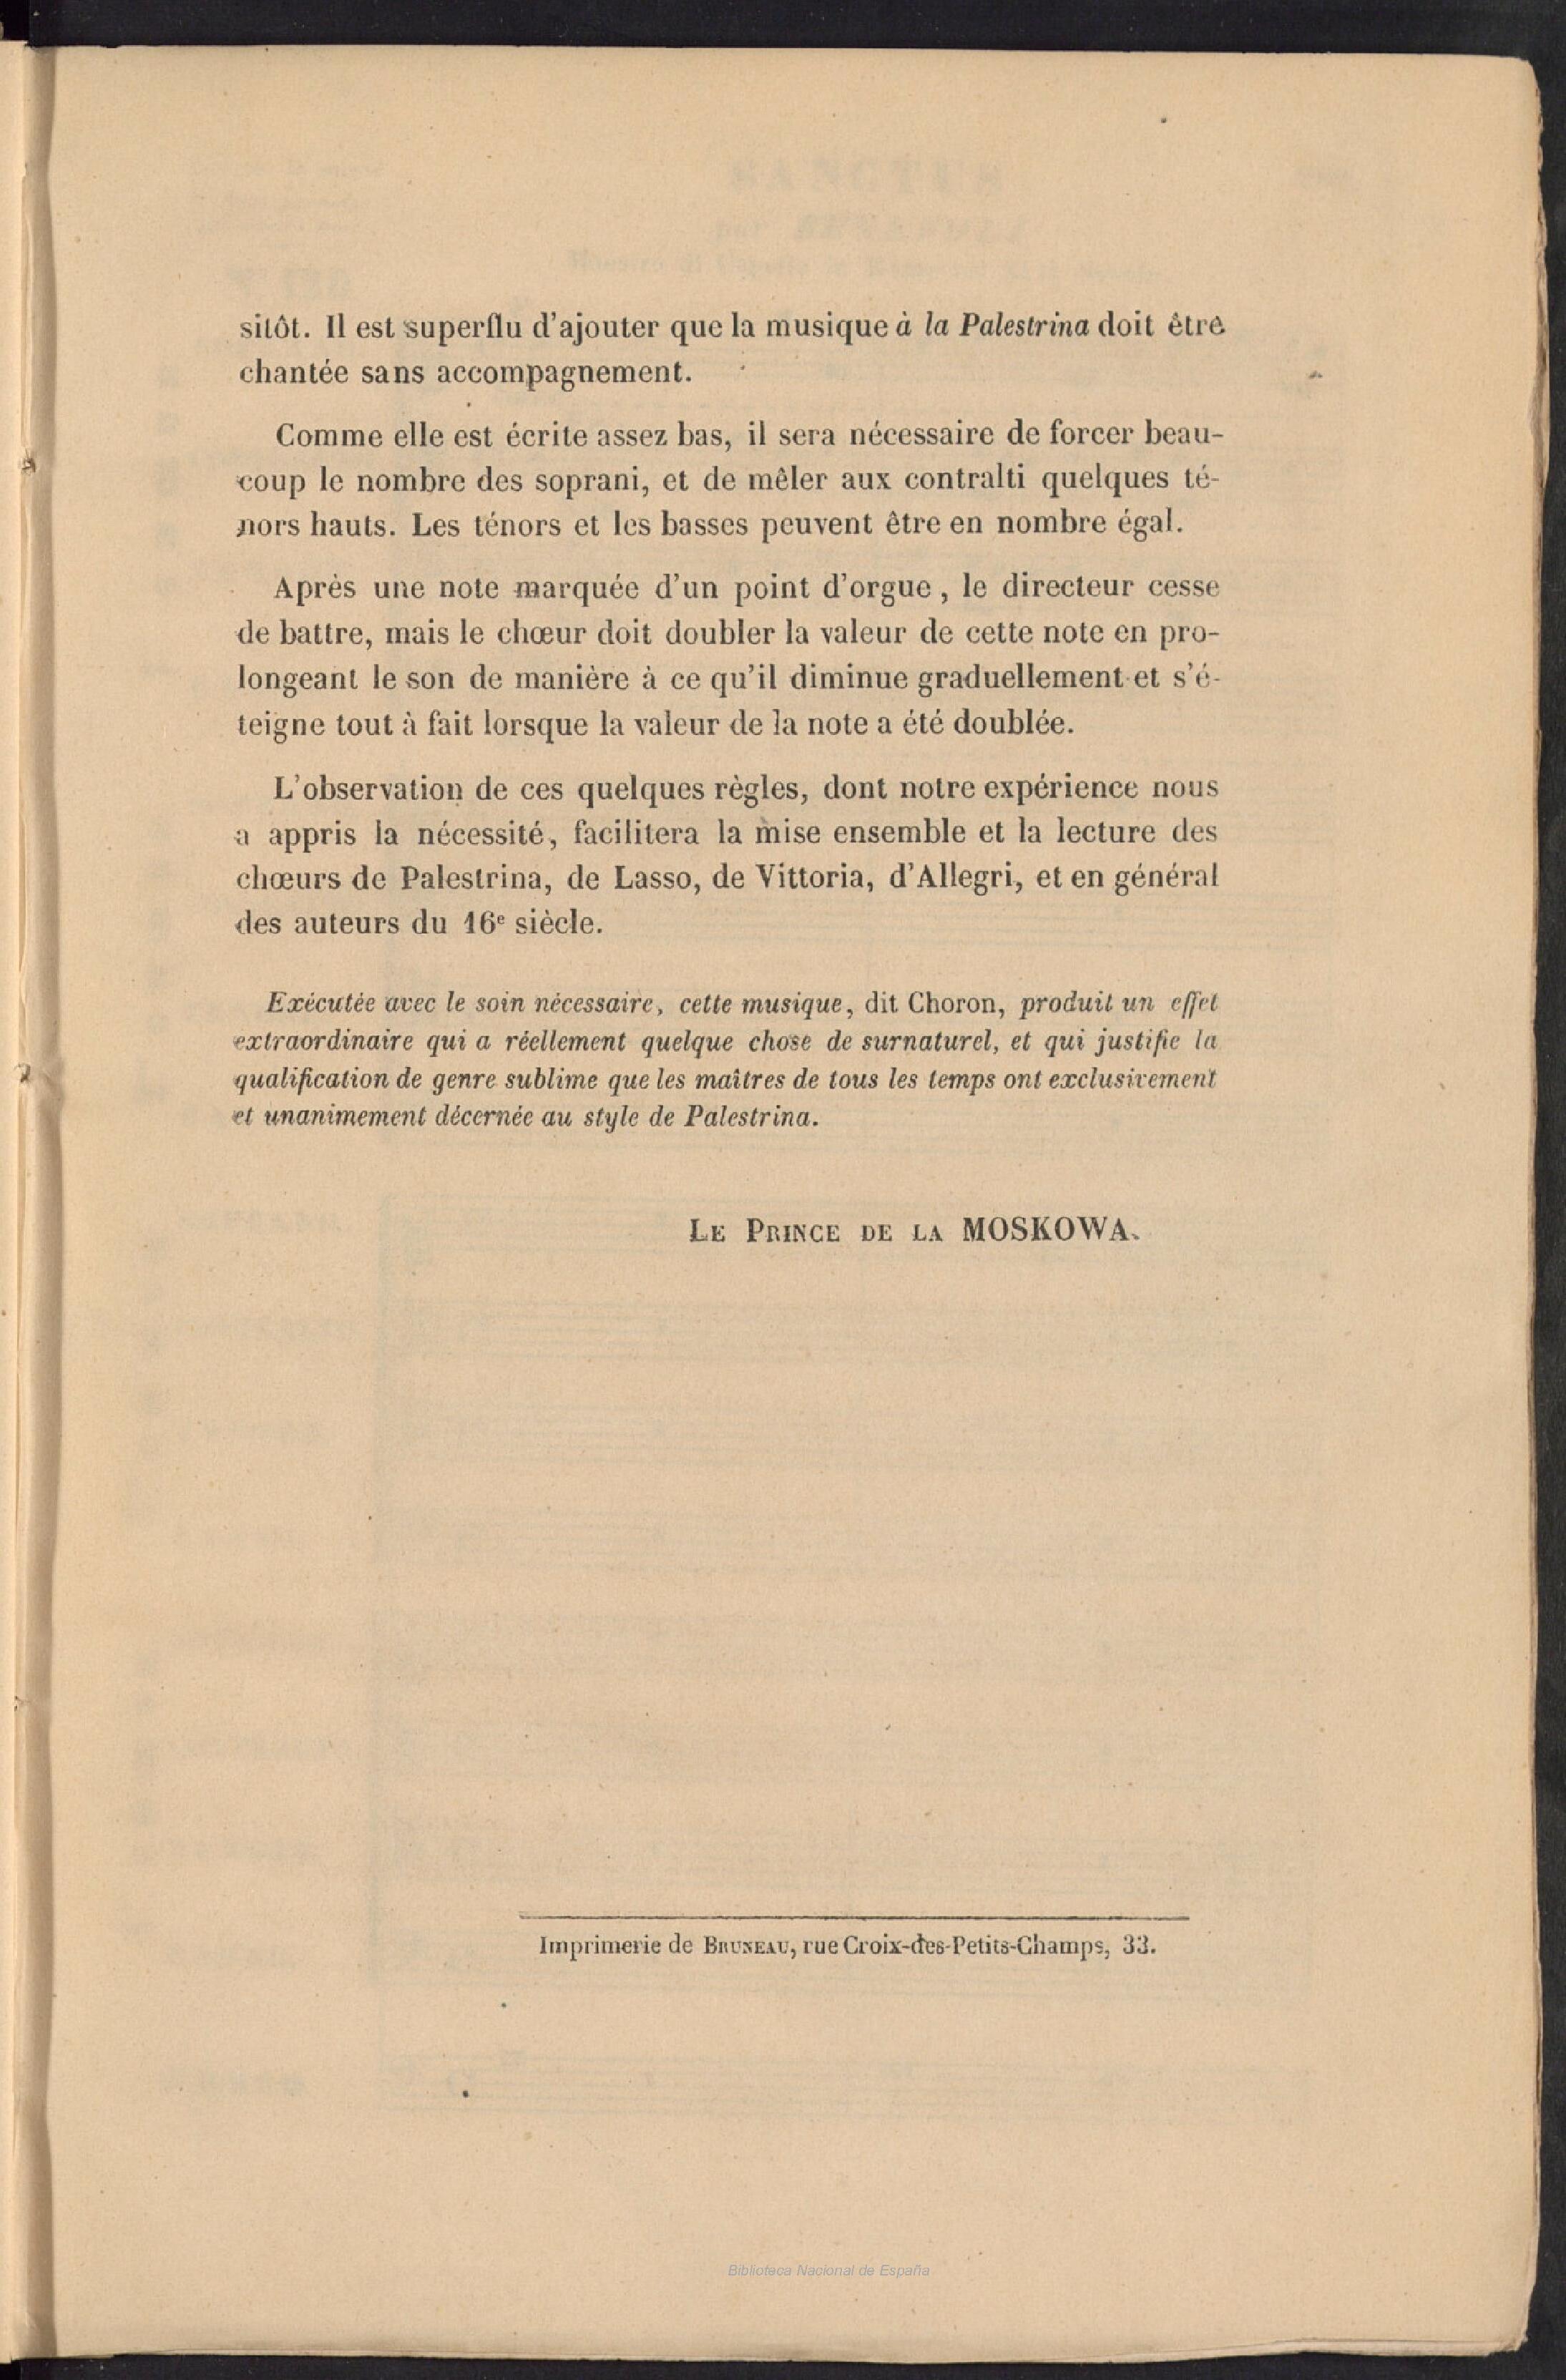 sitôt. Il est superflu d'ajouter que la musique à la Palestrina doit être
chantée sans accompagnement.
Comme elle est écrite assez bas, il sera nécessaire de forcer beau-
coup le nombre des soprani, et de mêler aux contralti quelques té-
nors hauts. Les ténors et les basses peuvent être en nombre égal.
Après une note marquée d'un point d'orgue, le directeur cesse
de battre, mais le chœur doit doubler la valeur de cette note en pro-
longeant le son de manière à ce qu'il diminue graduellement et s'é-
teigne tout à fait lorsque la valeur de la note a été doublée.
L'observation de ces quelques règles, dont notre expérience nous
a appris la nécessité, facilitera la mise ensemble et la lecture des
chœurs de Palestrina, de Lasso, de Vittoria, d'Allegri, et en général
des auteurs du 16e siècle.
Exécutée avec le soin nécessaire, cette musique, dit Choron, produit un effet
extraordinaire qui a réellement quelque chose de surnaturel, et qui justifie la
qualification de genre sublime que les maîtres de tous les temps ont exclusivement
et unanimement décernée au style de Palestrina.
LE PRINCE DE LA MOSKOWA.
Imprimerie de BRUNEAU, rue Croix-des-Petits-Champs, 33.
Biblioteca Nacional de España